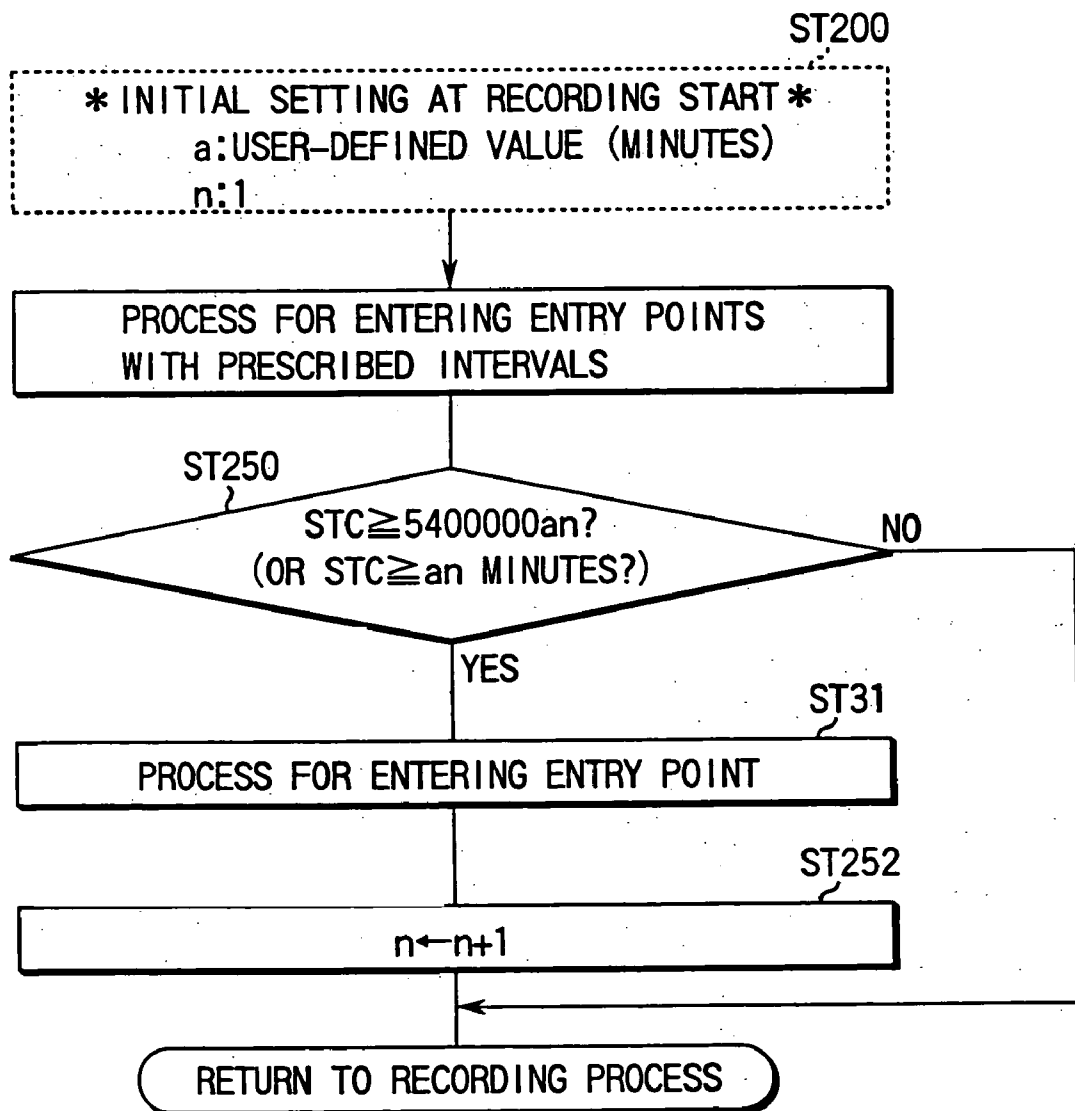 ST200
*INITIAL SETTING AT RECORDING START*
a:USER-DEFINED VALUE (MINUTES)
n:1
PROCESS FOR ENTERING ENTRY POINTS
WITH PRESCRIBED INTERVALS
ST250
STC≧5400000an?
(OR STC≧an MINUTES?)
NO
YES
ST31
PROCESS FOR ENTERING ENTRY POINT
ST252
n←n+1
RETURN TO RECORDING PROCESS